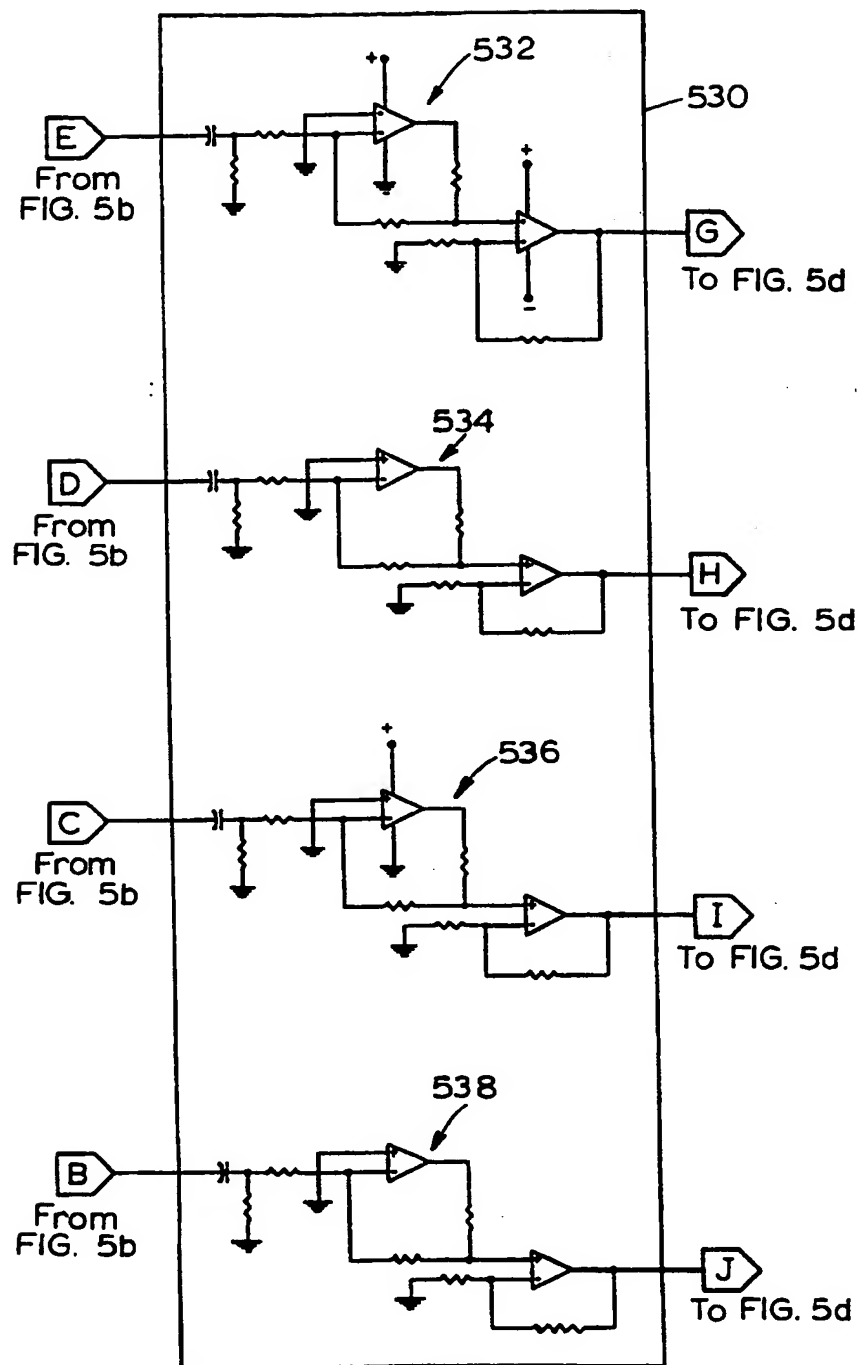 +
532
530
E
From
FIG. 5b
+
-
+
+
-
-
+
-
G
To FIG. 5d
534
D
From
FIG. 5b
+
-
+
-
H
To FIG. 5d
+
536
C
From
FIG. 5b
+
-
+
-
I
To FIG. 5d
538
B
From
FIG. 5b
+
-
+
-
J
To FIG. 5d